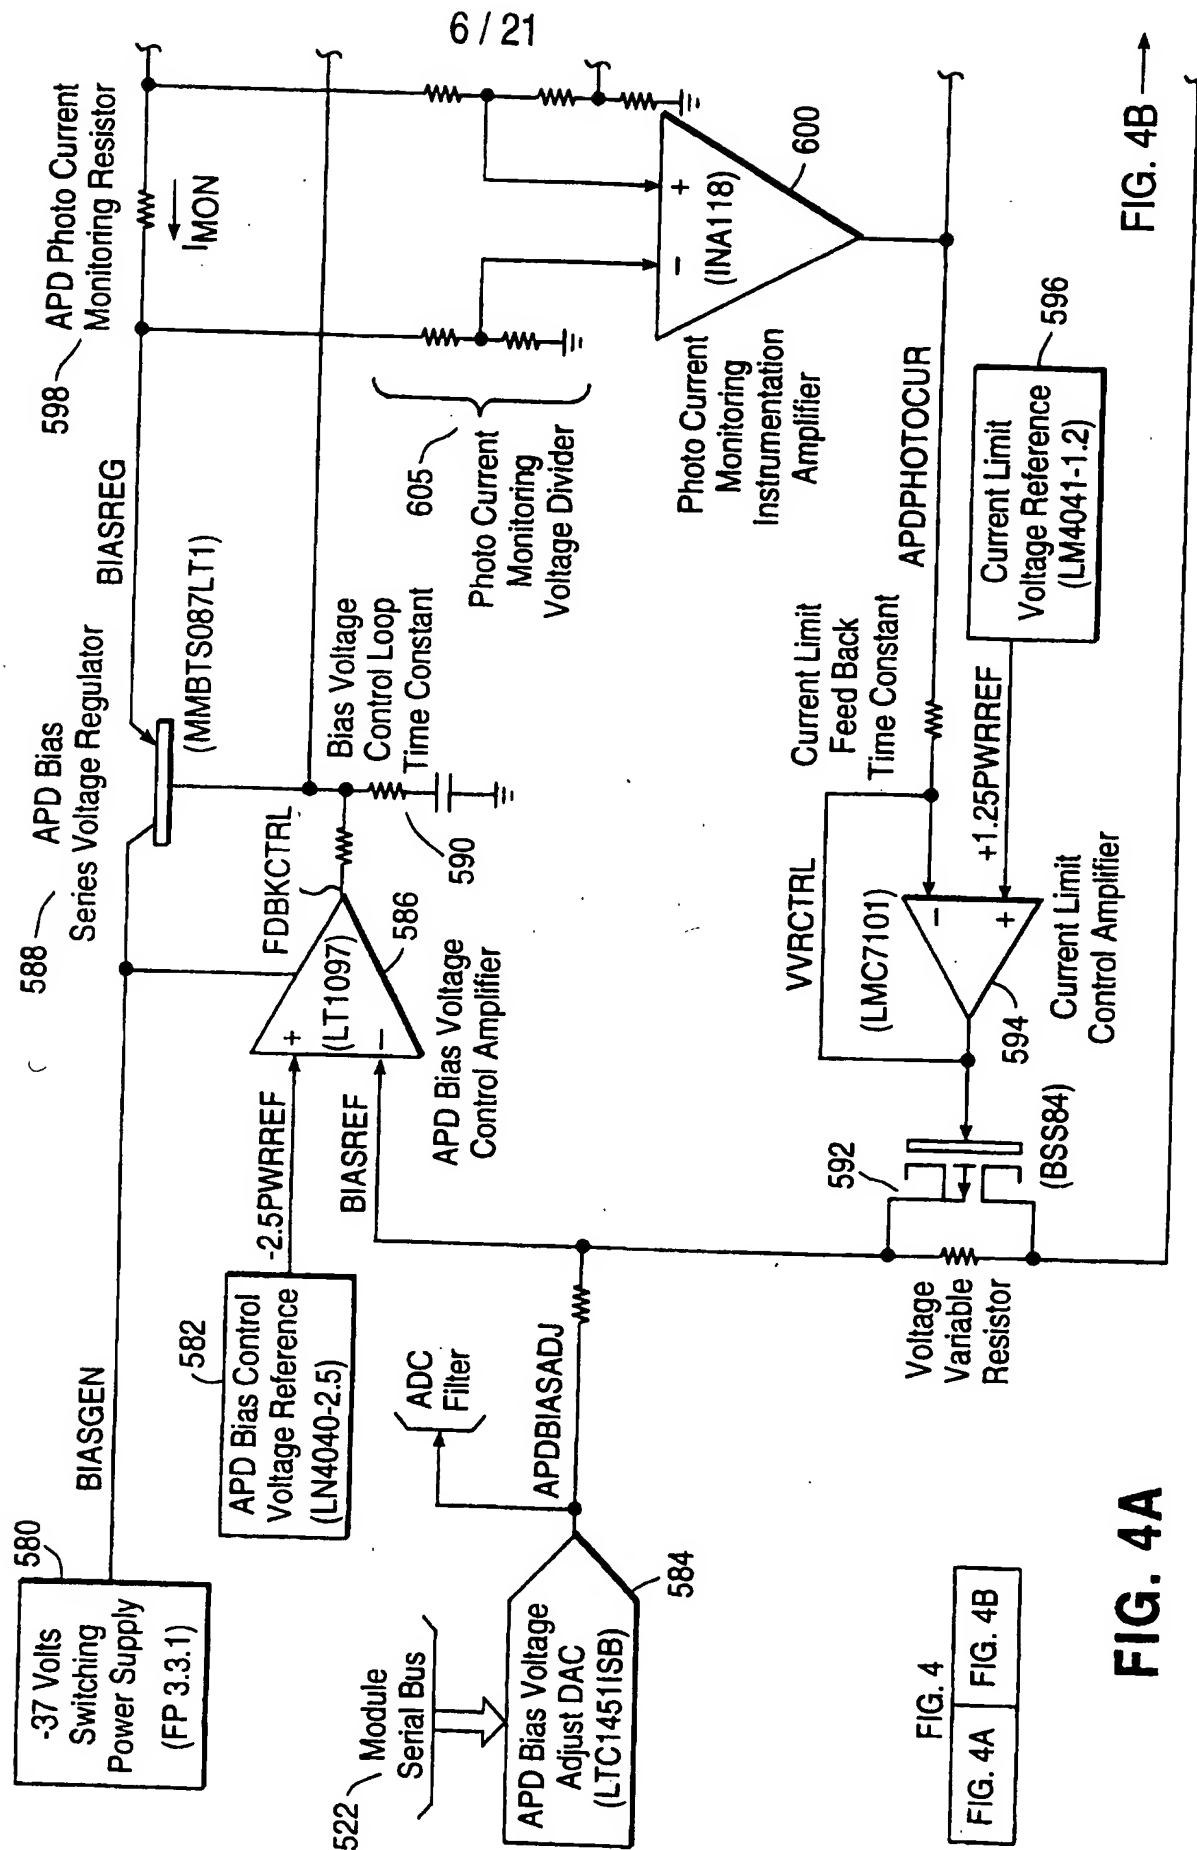 6 / 21
580
-37 Volts
Switching
Power Supply
(FP 3.3.1)
BIASGEN
588
APD Bias
Series Voltage Regulator
(MMBTS087LT1)
BIASREG
598
APD Photo Current
Monitoring Resistor
IMON
582
APD Bias Control
Voltage Reference
(LN4040-2.5)
-2.5PWRREF
BIASREF
+
−
(LT1097)
586
APD Bias Voltage
Control Amplifier
FDBKCTRL
590
Bias Voltage
Control Loop
Time Constant
605
Photo Current
Monitoring
Voltage Divider
−
+
(INA118)
600
Photo Current
Monitoring
Instrumentation
Amplifier
522
Module
Serial Bus
APD Bias Voltage
Adjust DAC
(LTC1451ISB)
584
ADC
Filter
APDBIASADJ
Voltage
Variable
Resistor
592
(BSS84)
VVRCTRL
(LMC7101)
−
+
594
Current Limit
Control Amplifier
Current Limit
Feed Back
Time Constant
APDPHOTOCUR
+1.25PWRREF
Current Limit
Voltage Reference
(LM4041-1.2)
596
FIG. 4
FIG. 4A
FIG. 4B
FIG. 4A
FIG. 4B